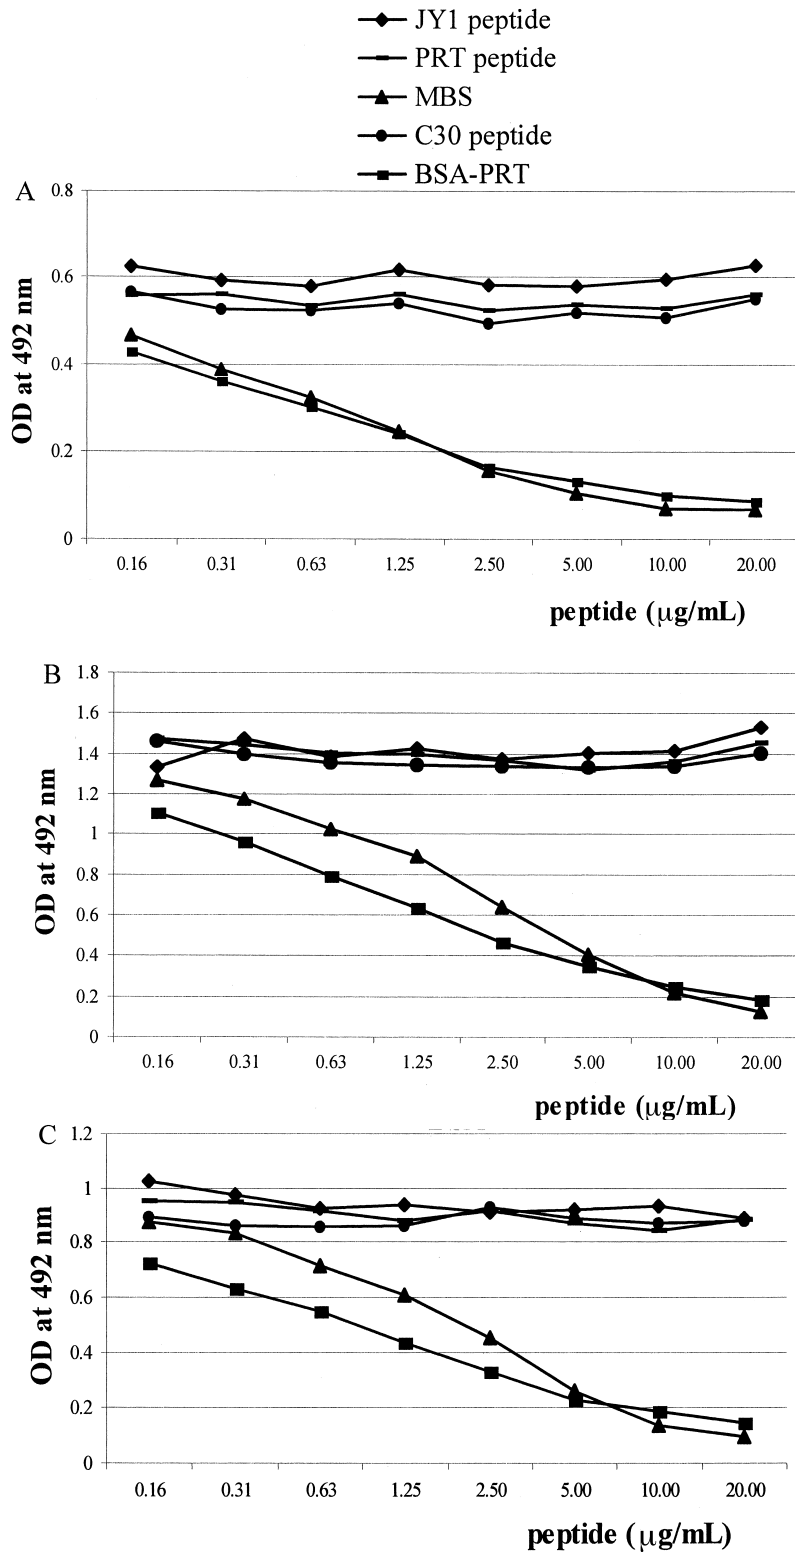 JY1 peptide
PRT peptide
MBS
C30 peptide
BSA-PRT
A
0.8
0.6
0.4
0.2
0
OD at 492 nm
0.16 0.31 0.63 1.25 2.50 5.00 10.00 20.00
peptide (µg/mL)
B
1.8
1.6
1.4
1.2
1
0.8
0.6
0.4
0.2
0
OD at 492 nm
0.16 0.31 0.63 1.25 2.50 5.00 10.00 20.00
peptide (µg/mL)
C
1.2
1
0.8
0.6
0.4
0.2
0
OD at 492 nm
0.16 0.31 0.63 1.25 2.50 5.00 10.00 20.00
peptide (µg/mL)